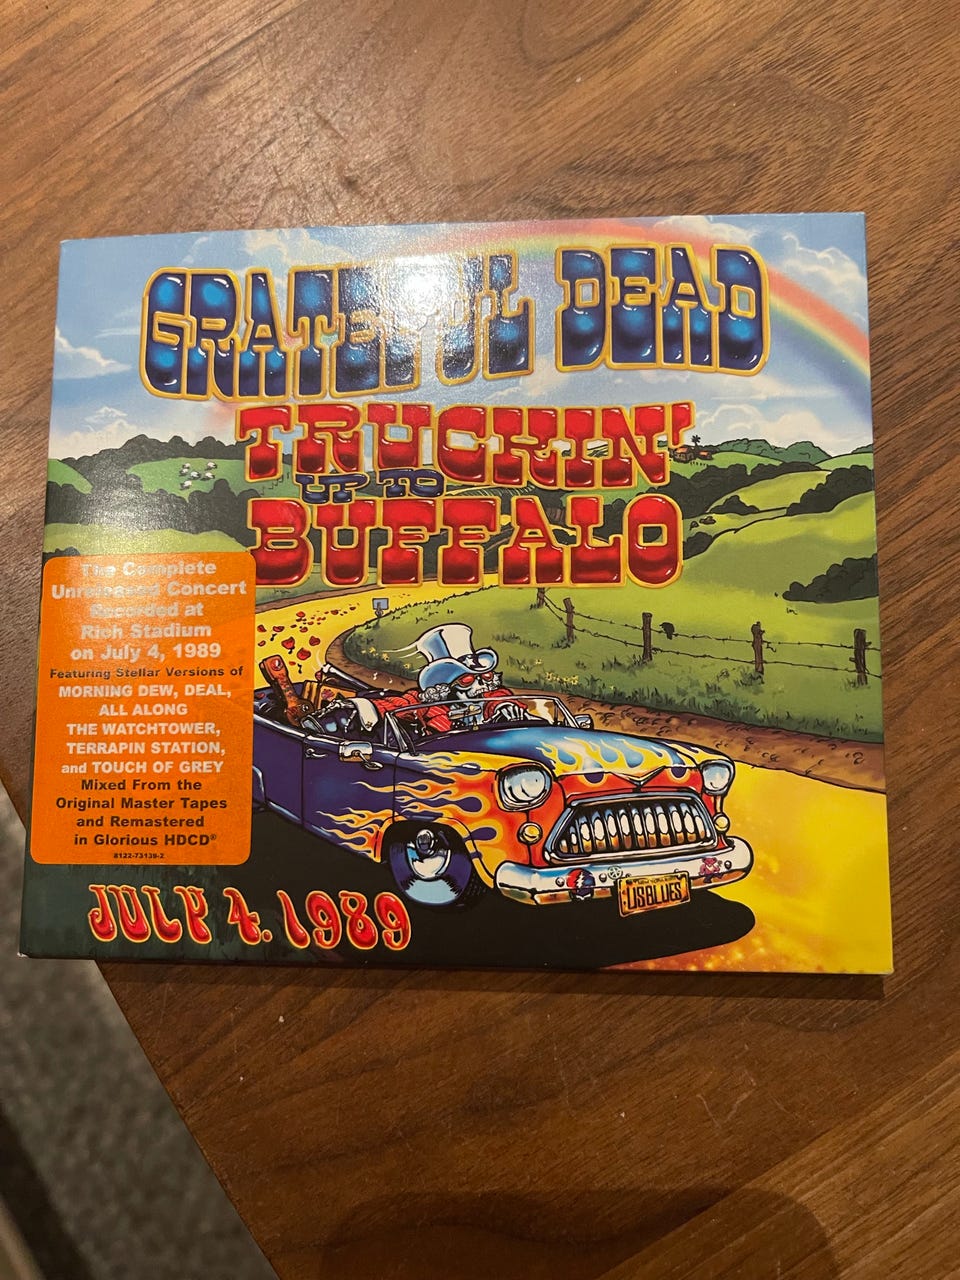 GRATEFUL DEAD
TRUCKIN'
UP TO
BUFFALO
The Complete
Unreleased Concert
Recorded at
Rich Stadium
on July 4, 1989
Featuring Stellar Versions of
MORNING DEW, DEAL,
ALL ALONG
THE WATCHTOWER,
TERRAPIN STATION,
and TOUCH OF GREY
Mixed From the
Original Master Tapes
and Remastered
in Glorious HDCD®
8122-73139-2
JULY 4. 1989
USBLUES